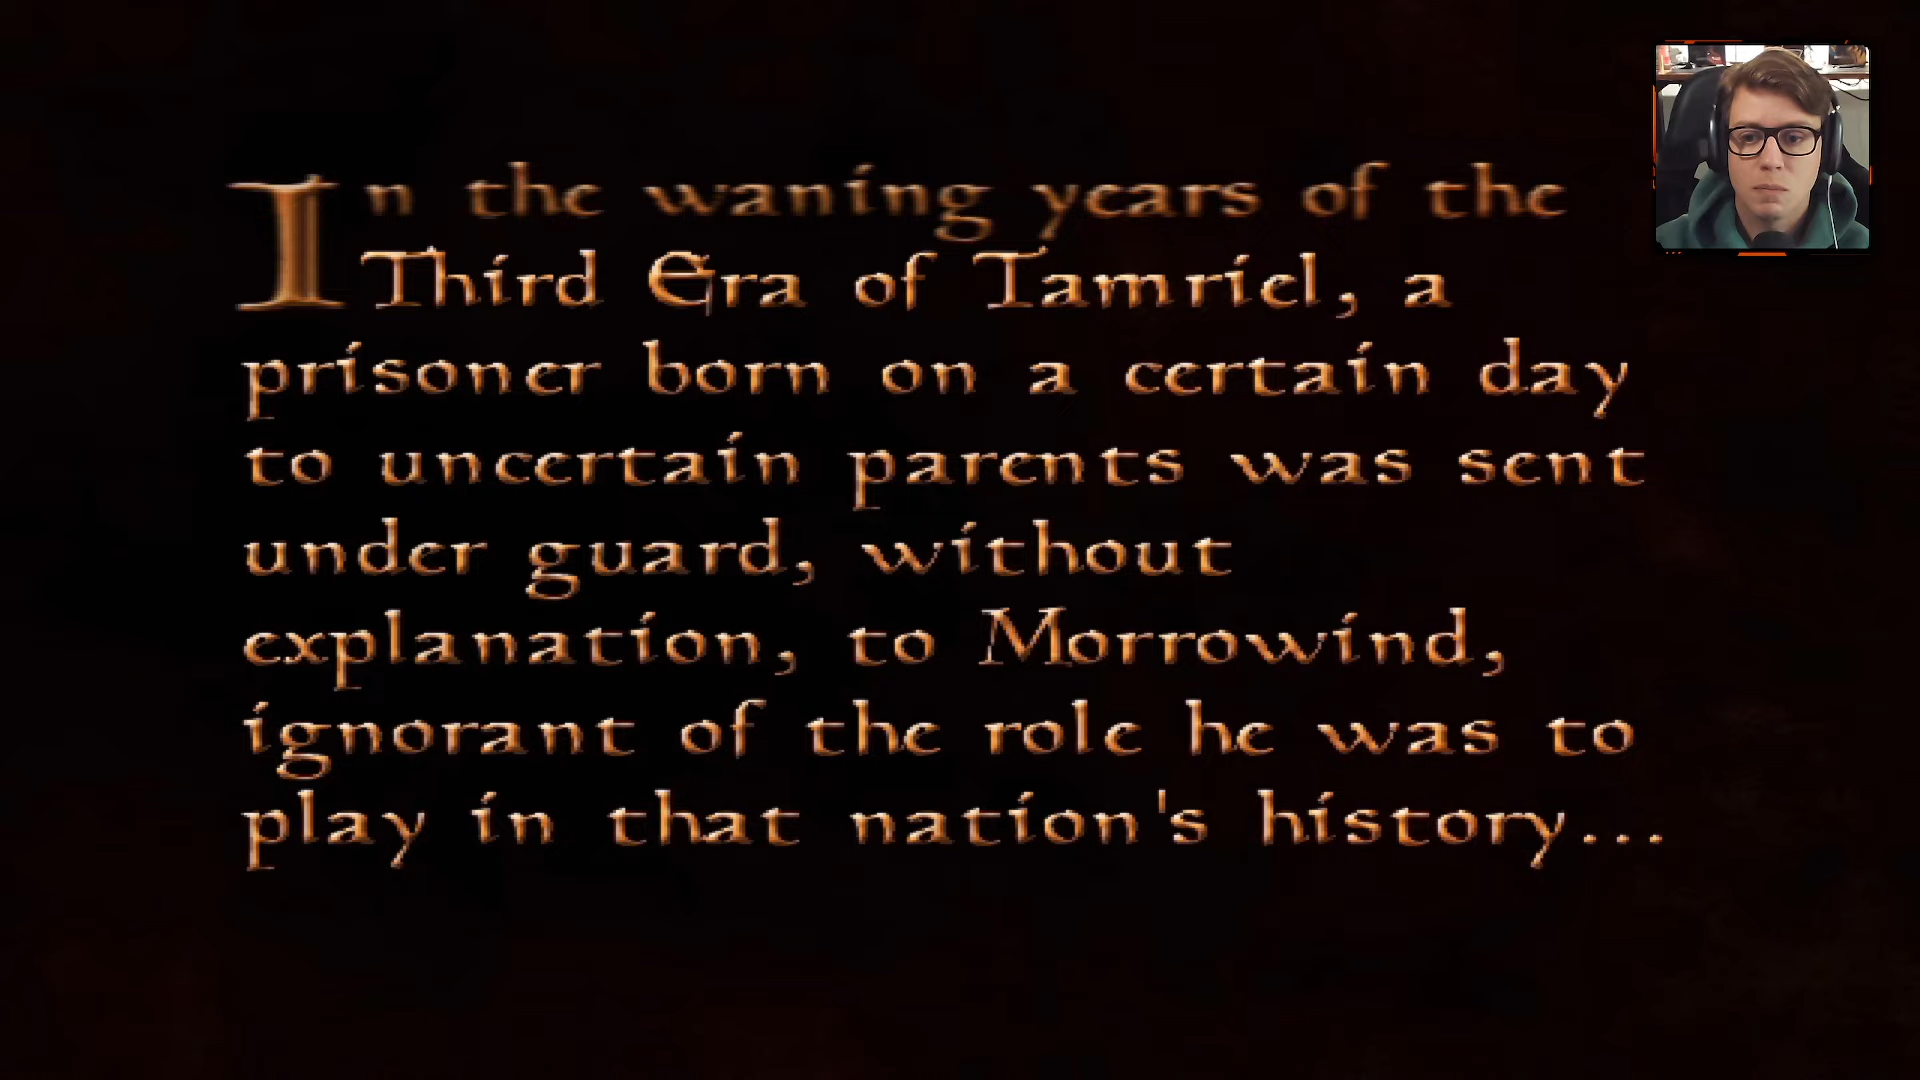 In the waning years of the
Third Era of Tamriel, a
prisoner born on a certain day
to uncertain parents was sent
under guard, without
explanation, to Morrowind,
ignorant of the role he was to
play in that nation's history...